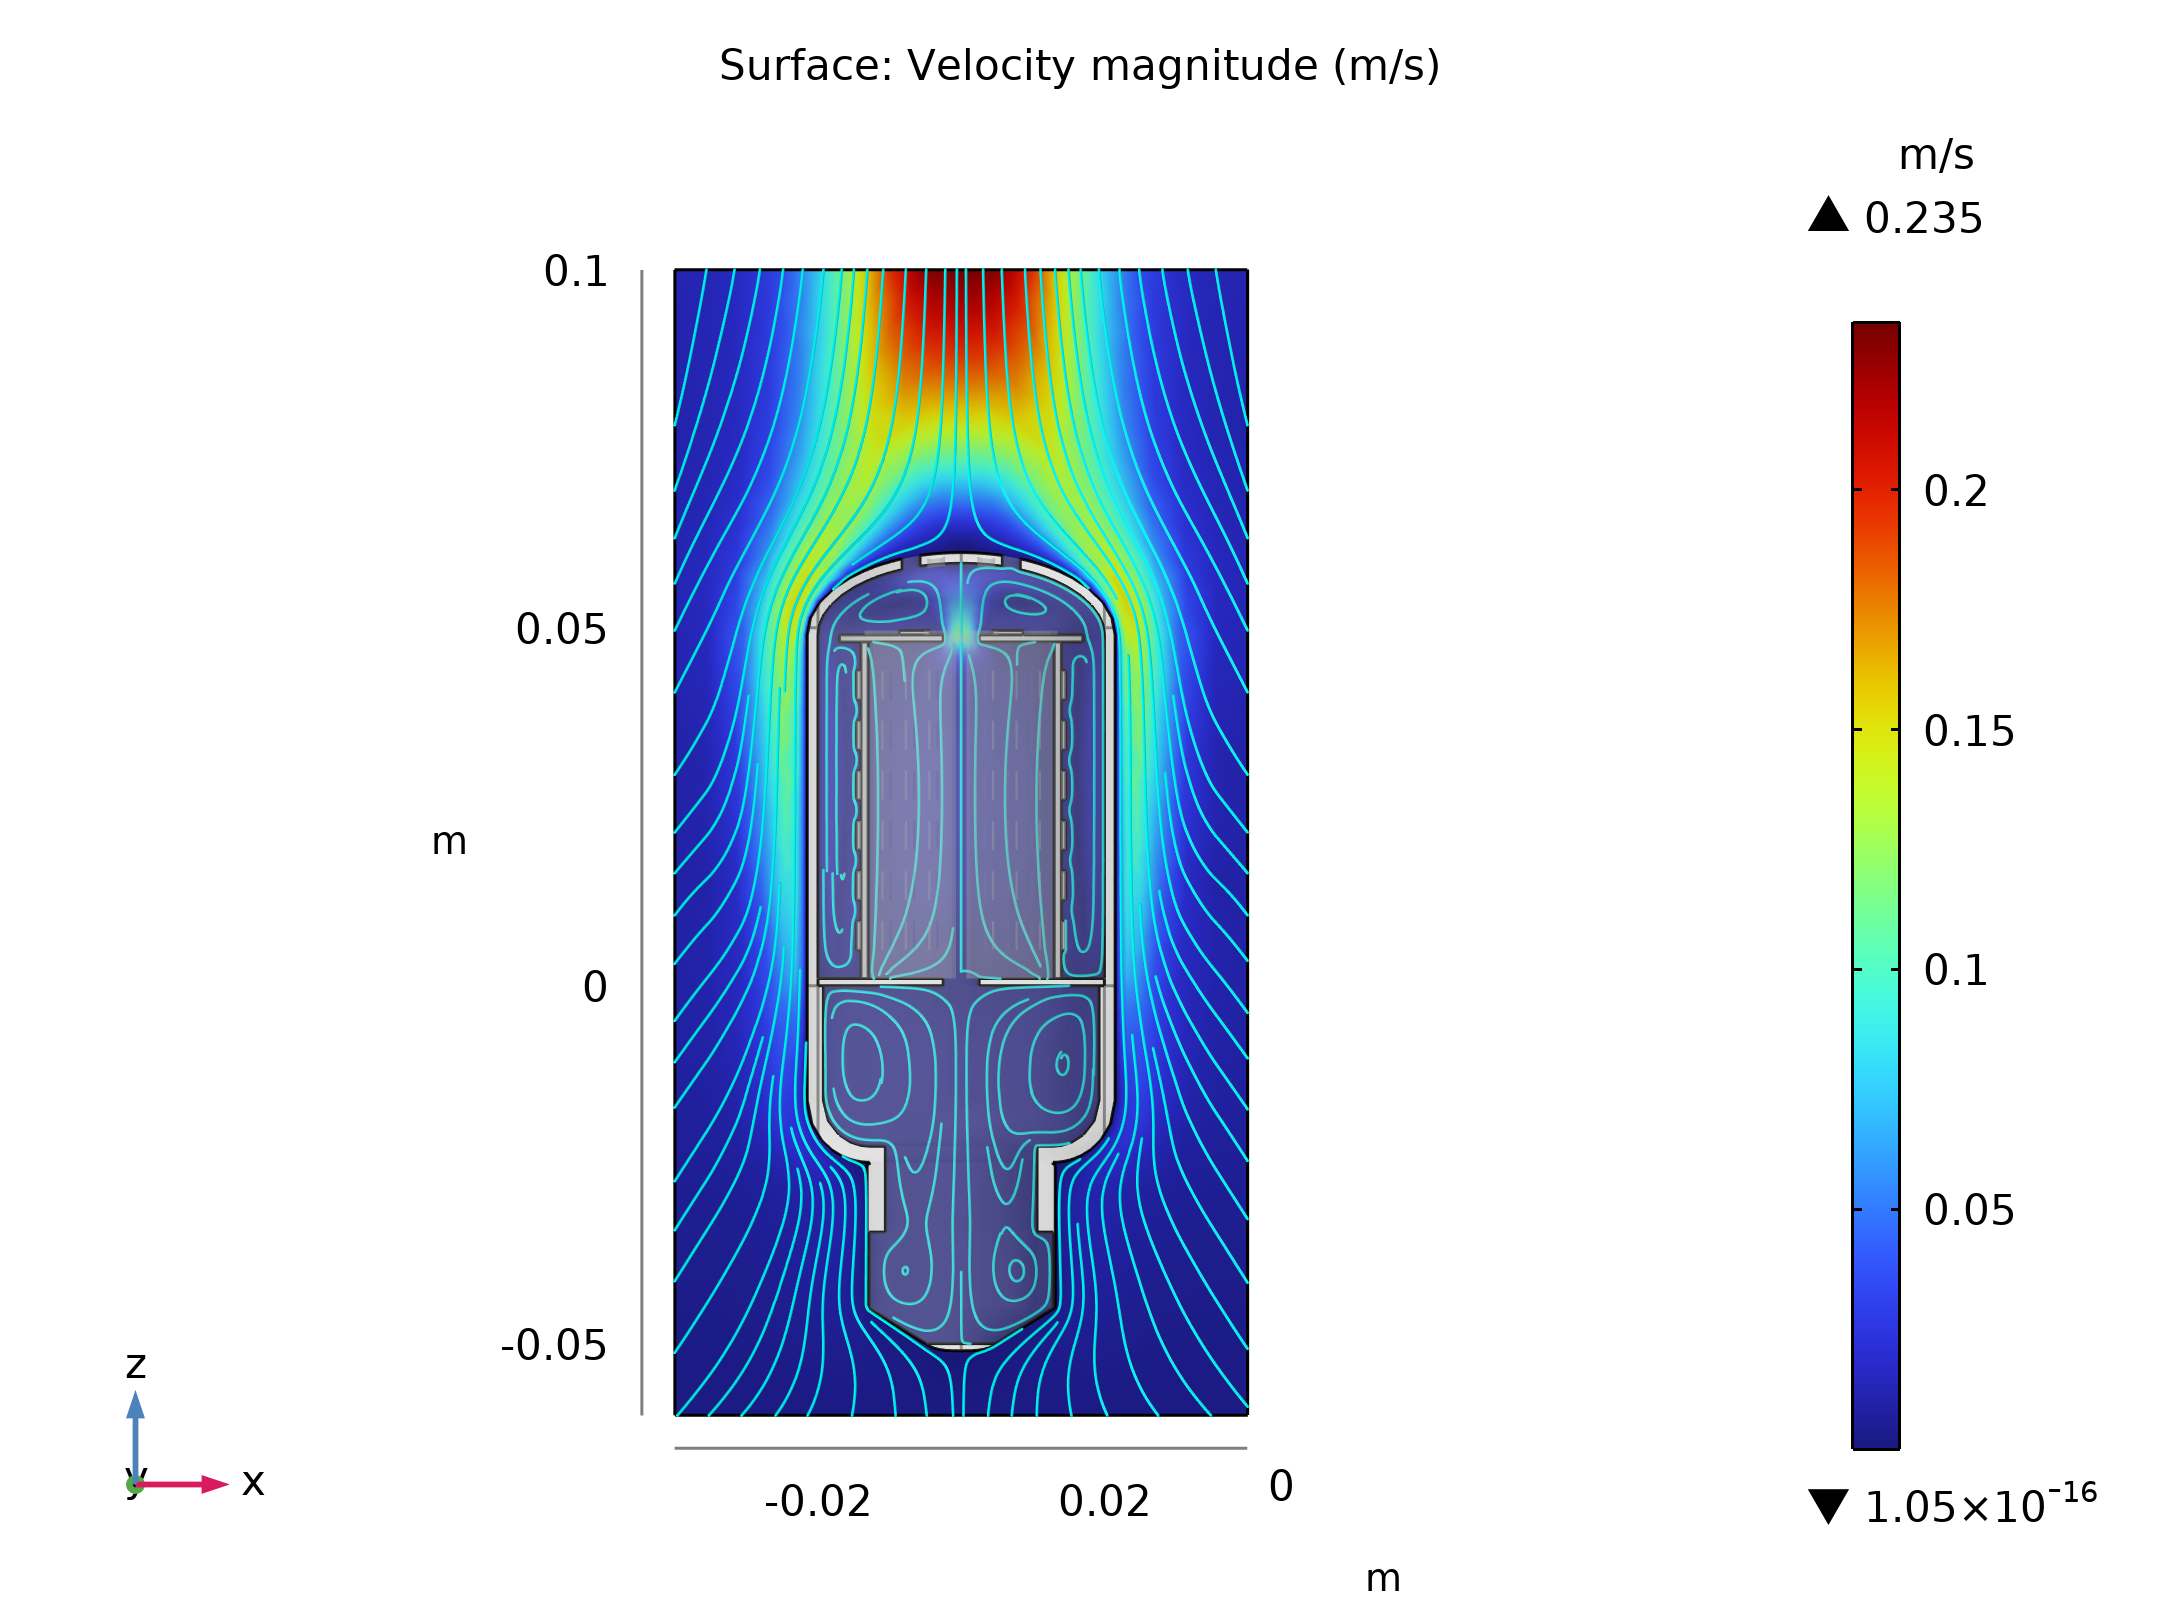 Surface: Velocity magnitude (m/s)
m/s
▲ 0.235
0.1
0.05
0
-0.05
m
0.2
0.15
0.1
0.05
▼ 1.05×10⁻¹⁶
-0.02
0.02
0
m
z
y
x